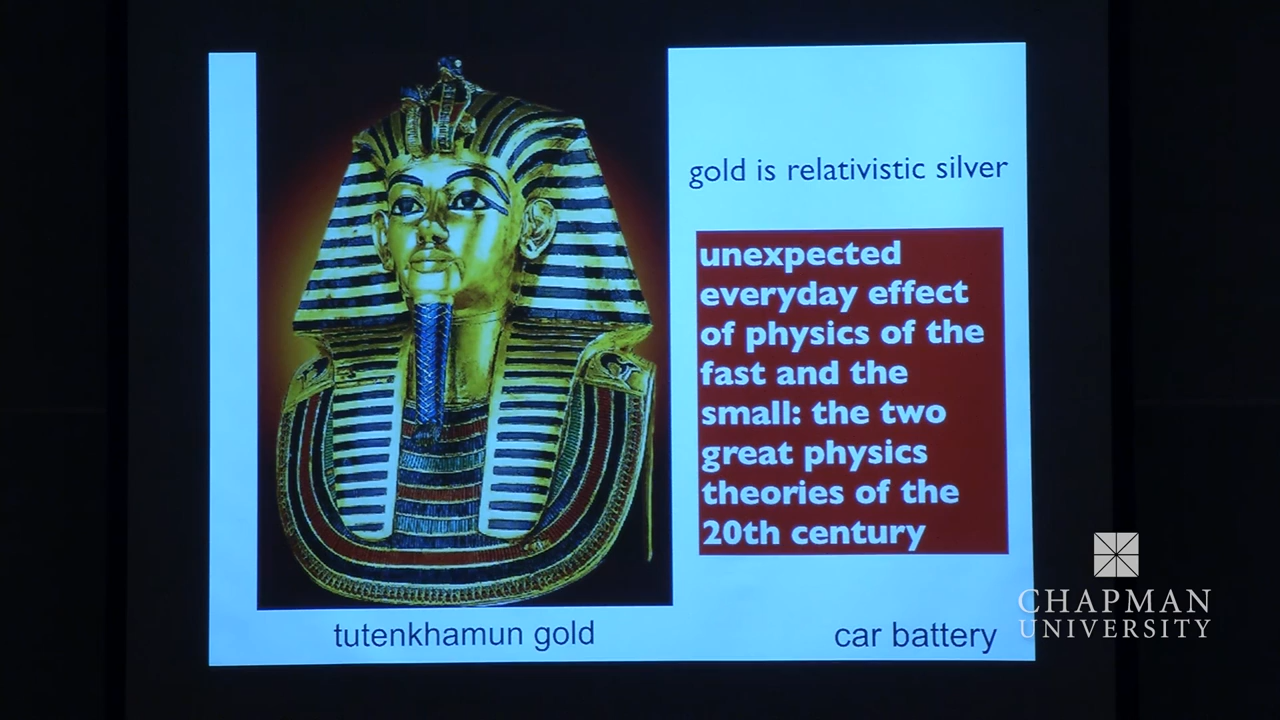 gold is relativistic silver
unexpected
everyday effect
of physics of the
fast and the
small: the two
great physics
theories of the
20th century
tutenkhamun gold
car battery
CHAPMAN
UNIVERSITY